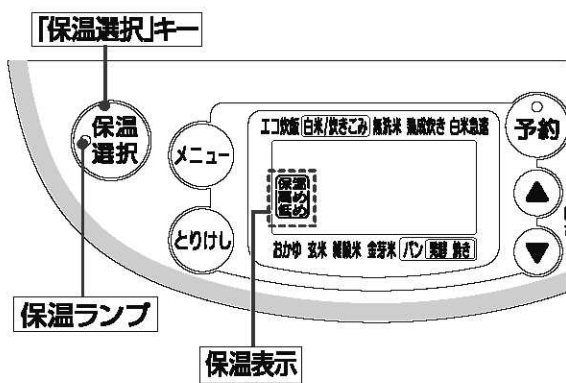 「保温選択」キー
保温
選択
メニュー
とりけし
エコ炊飯 白米/炊きこみ 無洗米 熟成炊き 白米急速
保温
高め
低め
おかゆ 玄米 雑穀米 金芽米 パン 発酵 焼き
予約
▲
▼
保温ランプ
保温表示